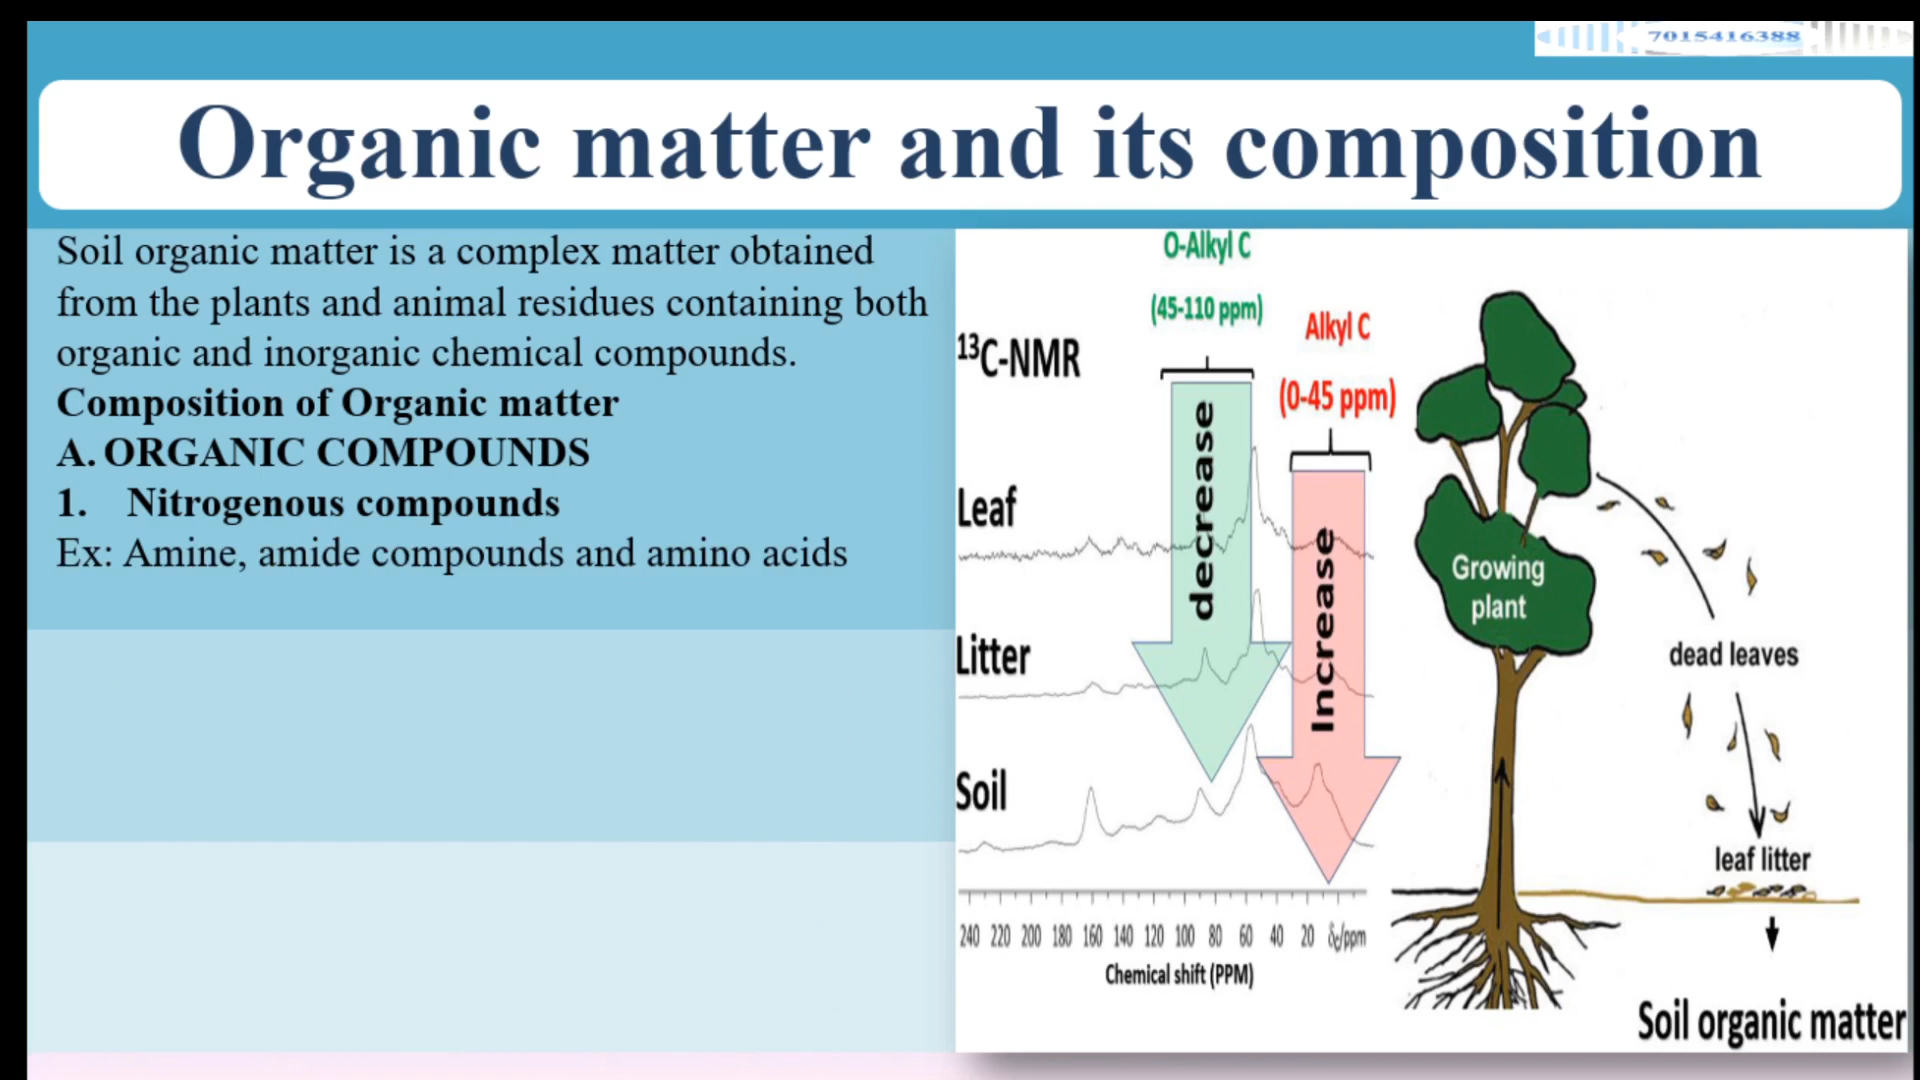 7015416388
Organic matter and its composition
Soil organic matter is a complex matter obtained
from the plants and animal residues containing both
organic and inorganic chemical compounds.
Composition of Organic matter
A. ORGANIC COMPOUNDS
1. Nitrogenous compounds
Ex: Amine, amide compounds and amino acids
O-Alkyl C
(45-110 ppm)
Alkyl C
(0-45 ppm)
¹³C-NMR
decrease
Increase
Leaf
Litter
Soil
240 220 200 180 160 140 120 100 80 60 40 20 δc/ppm
Chemical shift (PPM)
Growing
plant
dead leaves
leaf litter
Soil organic matter